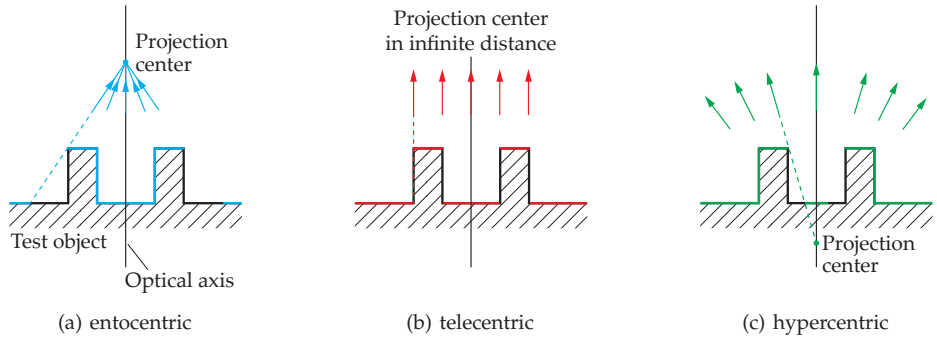 Projection
center
Test object
Optical axis
(a) entocentric
Projection center
in infinite distance
(b) telecentric
Projection
center
(c) hypercentric